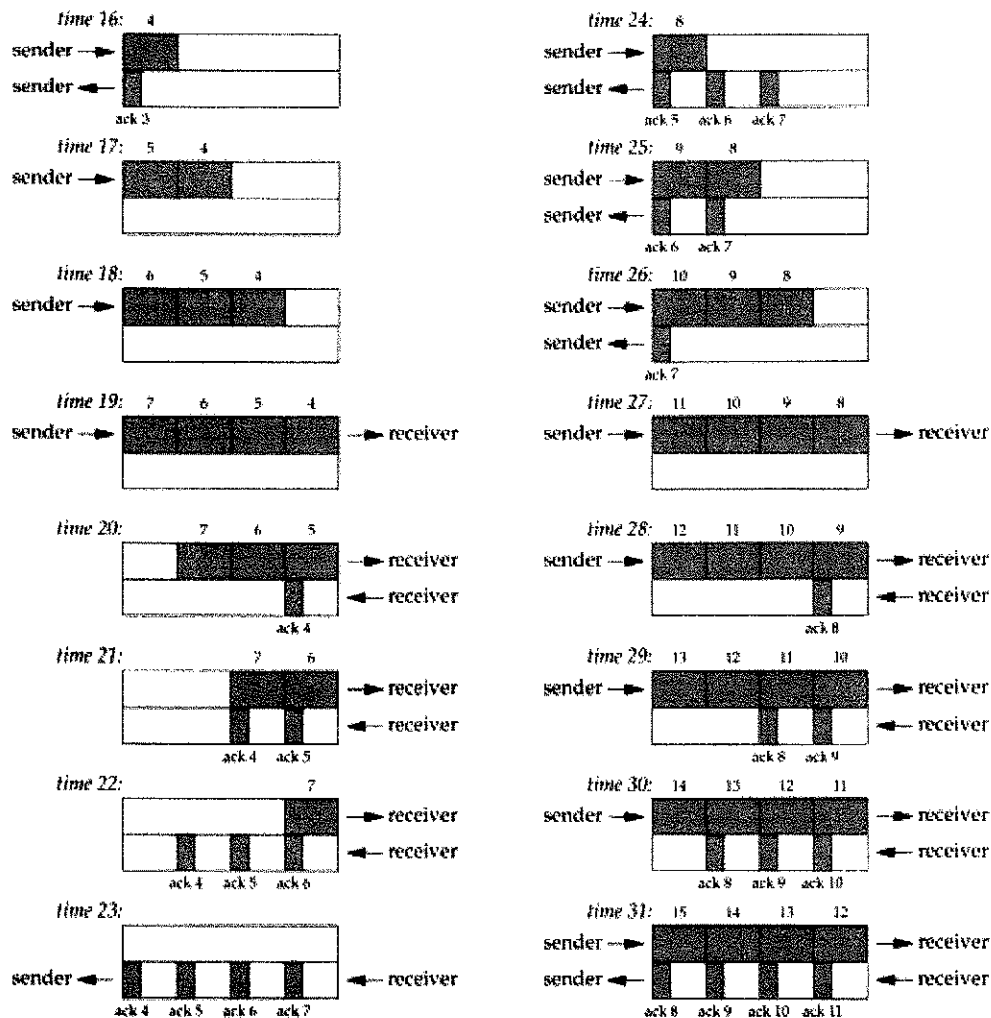 time 16: 4
sender
sender
ack 3
time 17: 5 4
sender
time 18: 6 5 4
sender
time 19: 7 6 5 4
sender receiver
time 20: 7 6 5
receiver
receiver
ack 4
time 21: 7 6
receiver
receiver
ack 4 ack 5
time 22: 7
receiver
receiver
ack 4 ack 5 ack 6
time 23:
sender receiver
ack 4 ack 5 ack 6 ack 7
time 24: 8
sender
sender
ack 5 ack 6 ack 7
time 25: 9 8
sender
sender
ack 6 ack 7
time 26: 10 9 8
sender
sender
ack 7
time 27: 11 10 9 8
sender receiver
time 28: 12 11 10 9
sender receiver
receiver
ack 8
time 29: 13 12 11 10
sender receiver
receiver
ack 8 ack 9
time 30: 14 13 12 11
sender receiver
receiver
ack 8 ack 9 ack 10
time 31: 15 14 13 12
sender receiver
sender receiver
ack 8 ack 9 ack 10 ack 11